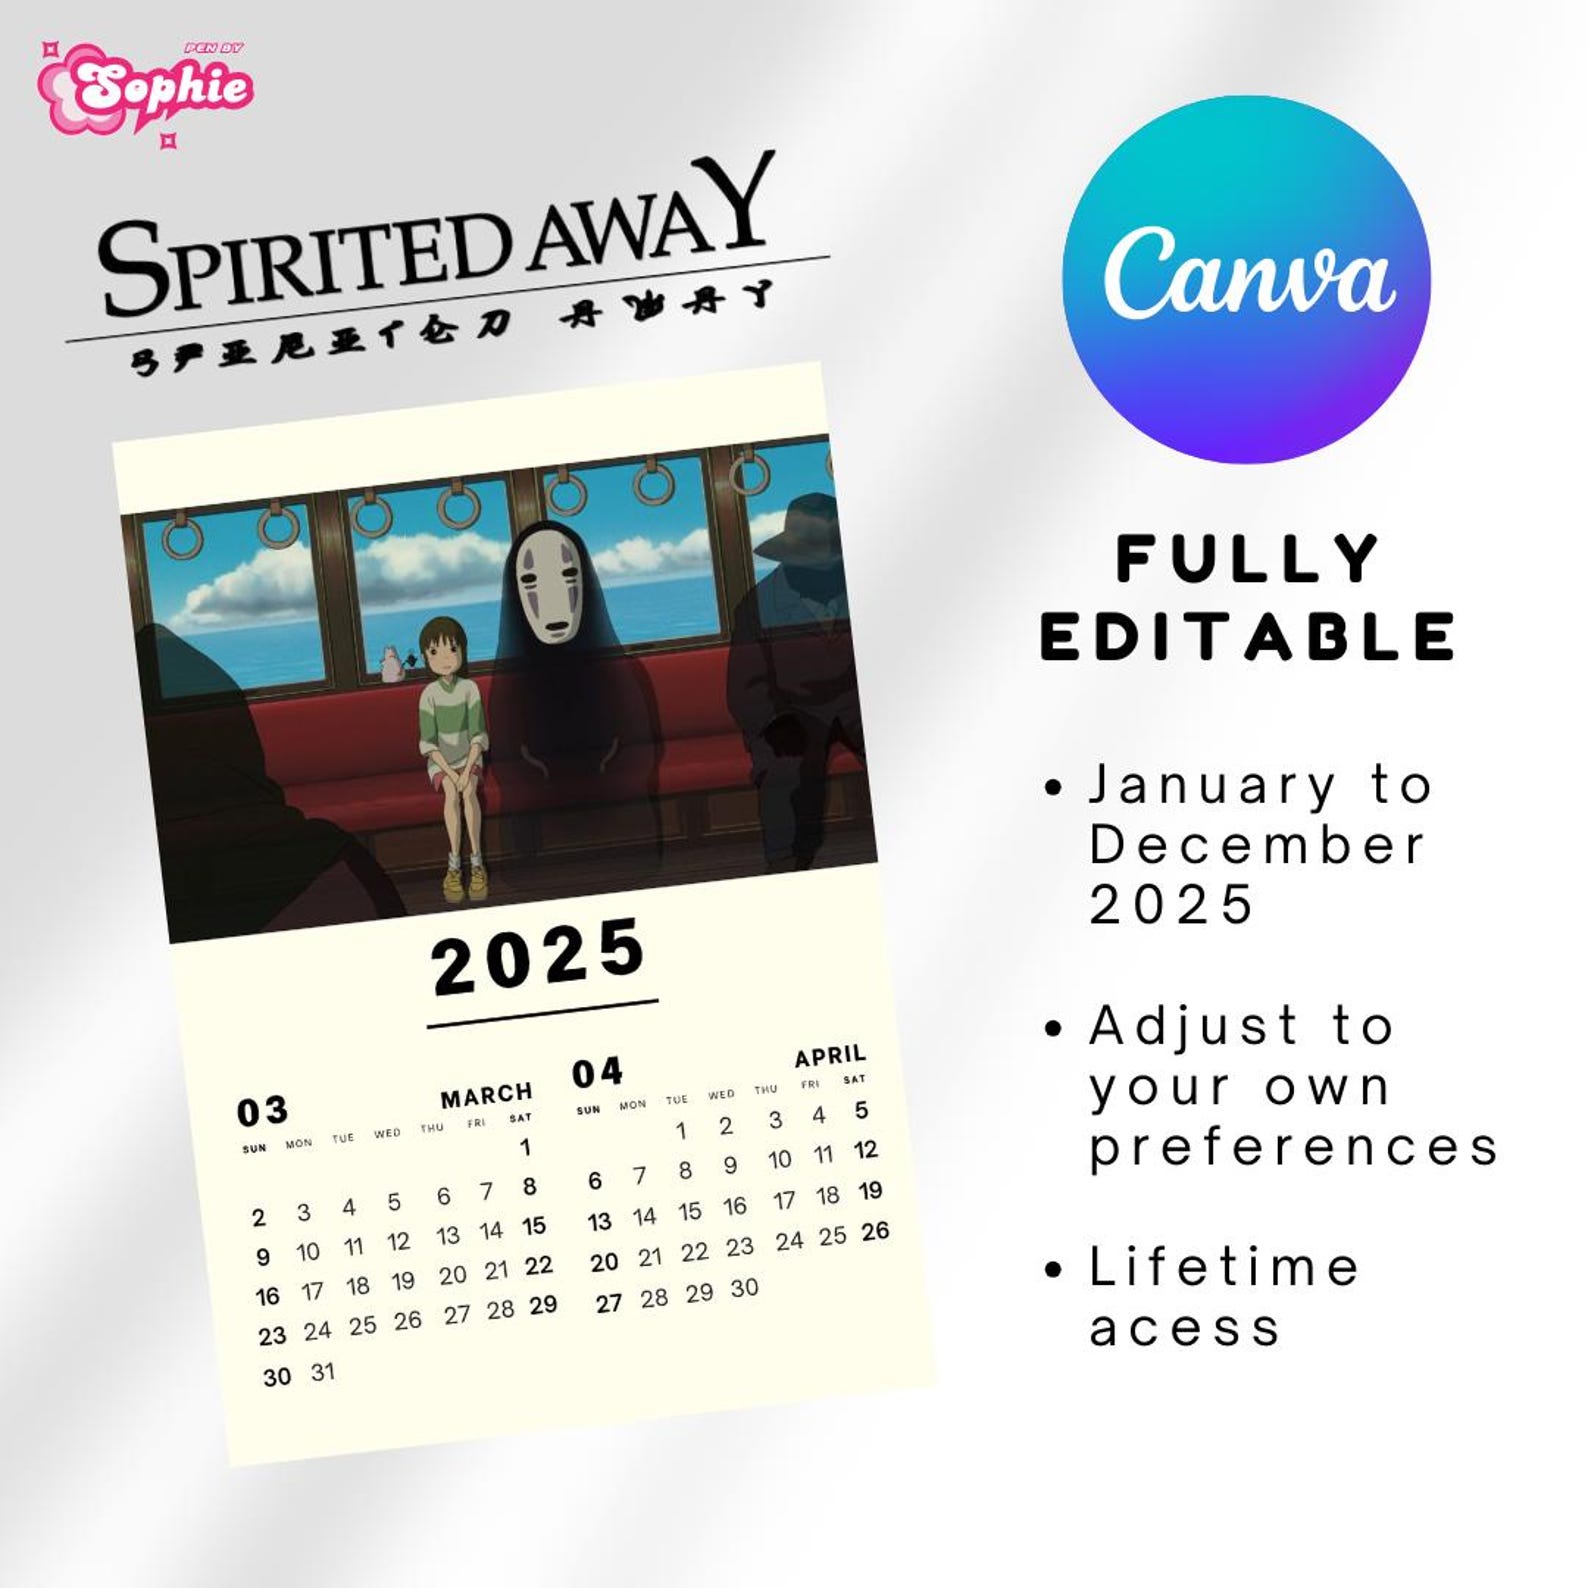 PEN BY
Sophie
SPIRITED AWAY
Canva
FULLY
EDITABLE
• January to
December
2025
• Adjust to
your own
preferences
• Lifetime
acess
2025
03 MARCH
SUN MON TUE WED THU FRI SAT
1
2 3 4 5 6 7 8
9 10 11 12 13 14 15
16 17 18 19 20 21 22
23 24 25 26 27 28 29
30 31
04 APRIL
SUN MON TUE WED THU FRI SAT
1 2 3 4 5
6 7 8 9 10 11 12
13 14 15 16 17 18 19
20 21 22 23 24 25 26
27 28 29 30